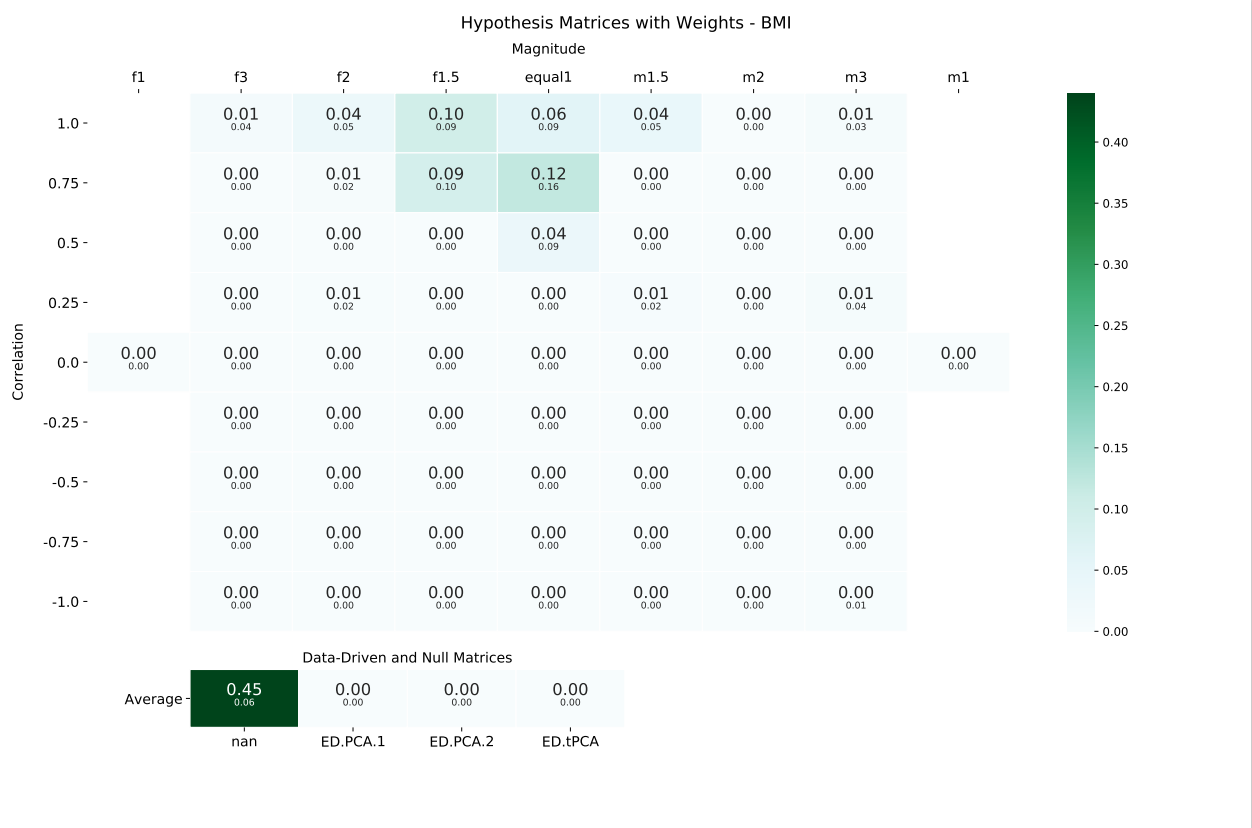 Hypothesis Matrices with Weights - BMI
Magnitude
f1 f3 f2 f1.5 equal1 m1.5 m2 m3 m1
1.0 0.01 0.04 0.10 0.06 0.04 0.00 0.01
0.04 0.05 0.09 0.09 0.05 0.00 0.03
0.40
0.75 0.00 0.01 0.09 0.12 0.00 0.00 0.00
0.00 0.02 0.10 0.16 0.00 0.00 0.00
0.35
0.5 0.00 0.00 0.00 0.04 0.00 0.00 0.00
0.00 0.00 0.00 0.09 0.00 0.00 0.00
0.30
0.25 0.00 0.01 0.00 0.00 0.01 0.00 0.01
0.00 0.02 0.00 0.00 0.02 0.00 0.04
0.25
Correlation
0.0 0.00 0.00 0.00 0.00 0.00 0.00 0.00 0.00 0.00
0.00 0.00 0.00 0.00 0.00 0.00 0.00 0.00 0.00
0.20
-0.25 0.00 0.00 0.00 0.00 0.00 0.00 0.00
0.00 0.00 0.00 0.00 0.00 0.00 0.00
0.15
-0.5 0.00 0.00 0.00 0.00 0.00 0.00 0.00
0.00 0.00 0.00 0.00 0.00 0.00 0.00
0.10
-0.75 0.00 0.00 0.00 0.00 0.00 0.00 0.00
0.00 0.00 0.00 0.00 0.00 0.00 0.00
0.05
-1.0 0.00 0.00 0.00 0.00 0.00 0.00 0.00
0.00 0.00 0.00 0.00 0.00 0.00 0.01
0.00
Data-Driven and Null Matrices
Average 0.45 0.00 0.00 0.00
0.06 0.00 0.00 0.00
nan ED.PCA.1 ED.PCA.2 ED.tPCA